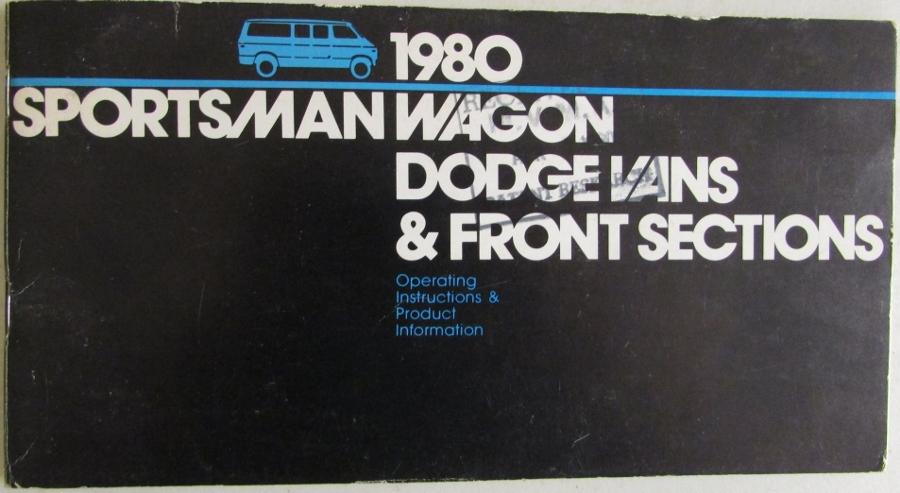 1980
SPORTSMAN WAGON
DODGE VANS
& FRONT SECTIONS
Operating
Instructions &
Product
Information